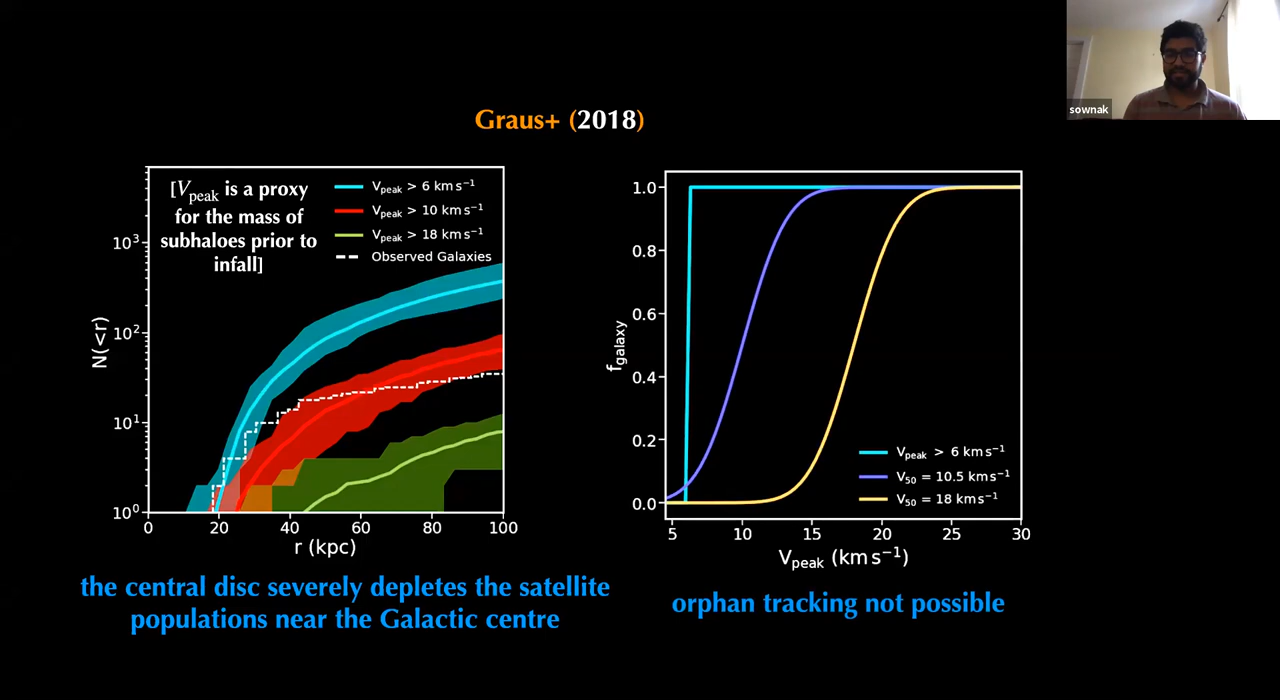 sownak
Graus+ (2018)
[V_peak is a proxy
for the mass of
subhaloes prior to
infall]
V_peak > 6 km s⁻¹
V_peak > 10 km s⁻¹
V_peak > 18 km s⁻¹
Observed Galaxies
N(<r)
10³
10²
10¹
10⁰
0 20 40 60 80 100
r (kpc)
the central disc severely depletes the satellite
populations near the Galactic centre
f_galaxy
1.0
0.8
0.6
0.4
0.2
0.0
V_peak > 6 km s⁻¹
V₅₀ = 10.5 km s⁻¹
V₅₀ = 18 km s⁻¹
5 10 15 20 25 30
V_peak (km s⁻¹)
orphan tracking not possible